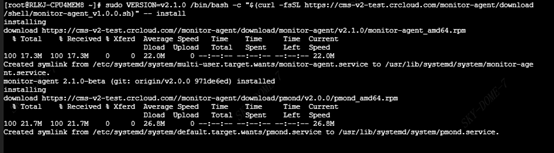 [root@RLKJ-CPU4MEM8 ~]# sudo VERSION=v2.1.0 /bin/bash -c "$(curl -fsSL https://cms-v2-test.crcloud.com/monitor-agent/download
/shell/monitor-agent_v1.0.0.sh)" -- install
installing
download https://cms-v2-test.crcloud.com//monitor-agent/download/monitor-agent/v2.1.0/monitor-agent_amd64.rpm
% Total % Received % Xferd Average Speed Time Time Time Current
Dload Upload Total Spent Left Speed
100 17.3M 100 17.3M 0 0 22.0M 0 --:--:-- --:--:-- --:--:-- 22.0M
Created symlink from /etc/systemd/system/multi-user.target.wants/monitor-agent.service to /usr/lib/systemd/system/monitor-age
nt.service.
monitor-agent 2.1.0-beta (git: origin/v2.0.0 971de6ed) installed
installing
download https://cms-v2-test.crcloud.com//monitor-agent/download/pmond/v2.0.0/pmond_amd64.rpm
% Total % Received % Xferd Average Speed Time Time Time Current
Dload Upload Total Spent Left Speed
100 21.7M 100 21.7M 0 0 26.8M 0 --:--:-- --:--:-- --:--:-- 26.8M
Created symlink from /etc/systemd/system/default.target.wants/pmond.service to /usr/lib/systemd/system/pmond.service.